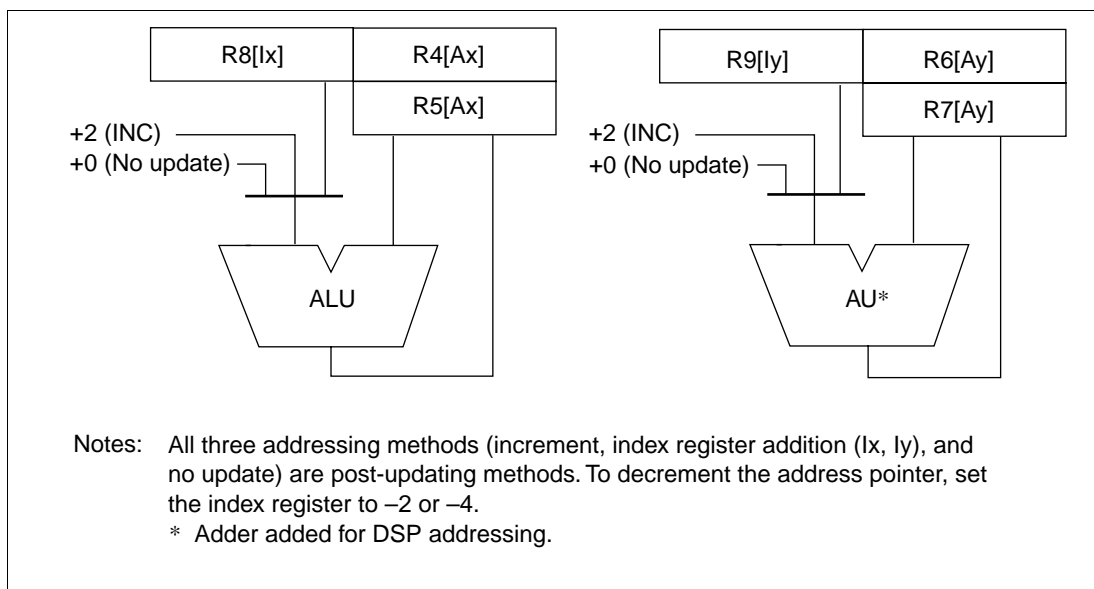 R8[Ix]
R4[Ax]
R5[Ax]
+2 (INC)
+0 (No update)
ALU
R9[Iy]
R6[Ay]
R7[Ay]
+2 (INC)
+0 (No update)
AU*
Notes: All three addressing methods (increment, index register addition (Ix, Iy), and
no update) are post-updating methods. To decrement the address pointer, set
the index register to –2 or –4.
* Adder added for DSP addressing.